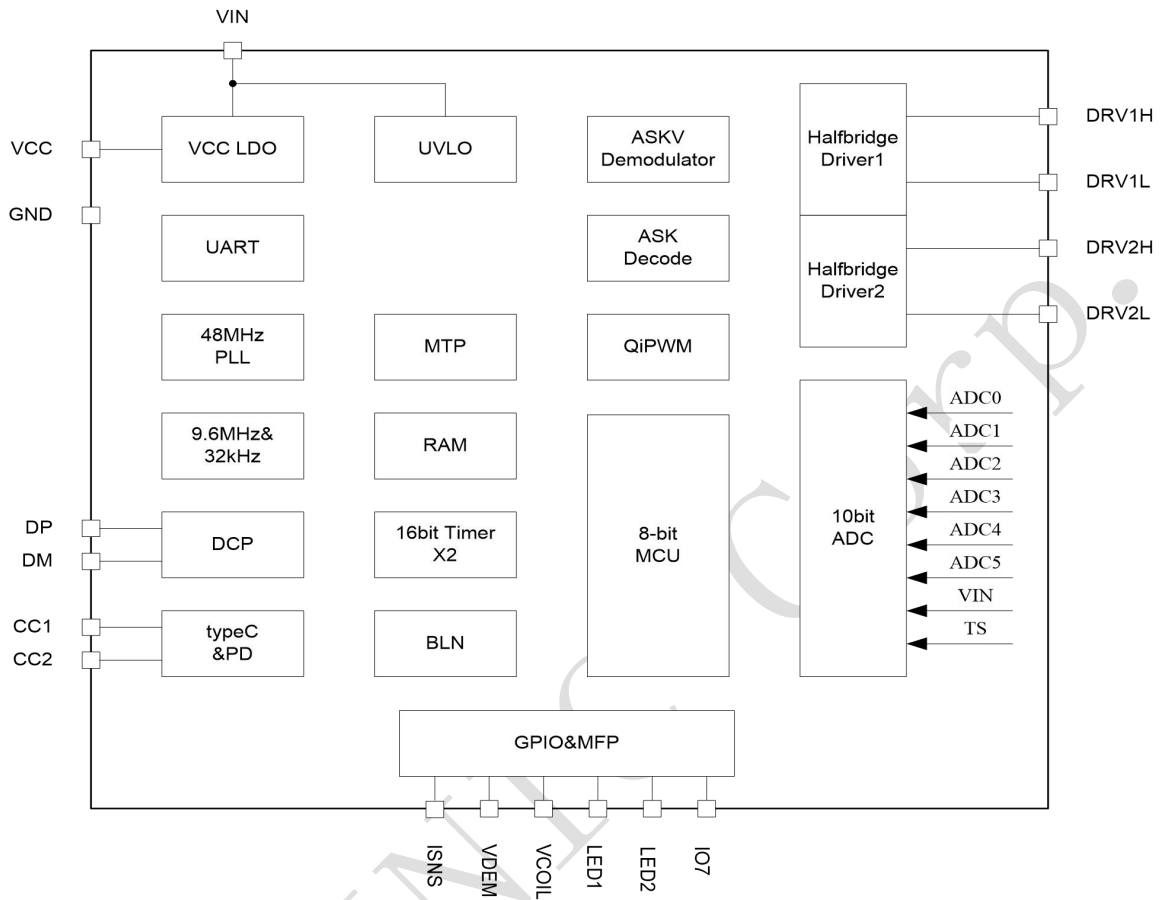 VIN
VCC
GND
DP
DM
CC1
CC2
VCC LDO
UVLO
ASKV
Demodulator
Halfbridge
Driver1
DRV1H
DRV1L
UART
ASK
Decode
Halfbridge
Driver2
DRV2H
DRV2L
48MHz
PLL
MTP
QiPWM
9.6MHz&
32kHz
RAM
DCP
16bit Timer
X2
8-bit
MCU
10bit
ADC
ADC0
ADC1
ADC2
ADC3
ADC4
ADC5
VIN
TS
typeC
&PD
BLN
GPIO&MFP
ISNS
VDEM
VCOIL
LED1
LED2
IO7
Corp.